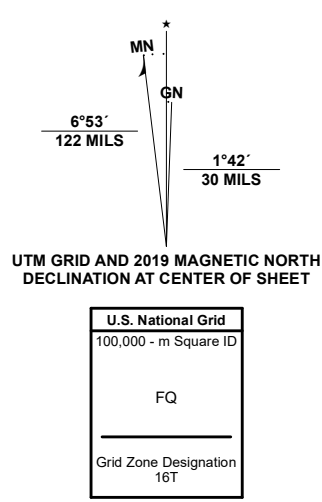 ★
MN
GN
6°53´
122 MILS
1°42´
30 MILS
UTM GRID AND 2019 MAGNETIC NORTH
DECLINATION AT CENTER OF SHEET
U.S. National Grid
100,000 - m Square ID
FQ
Grid Zone Designation
16T